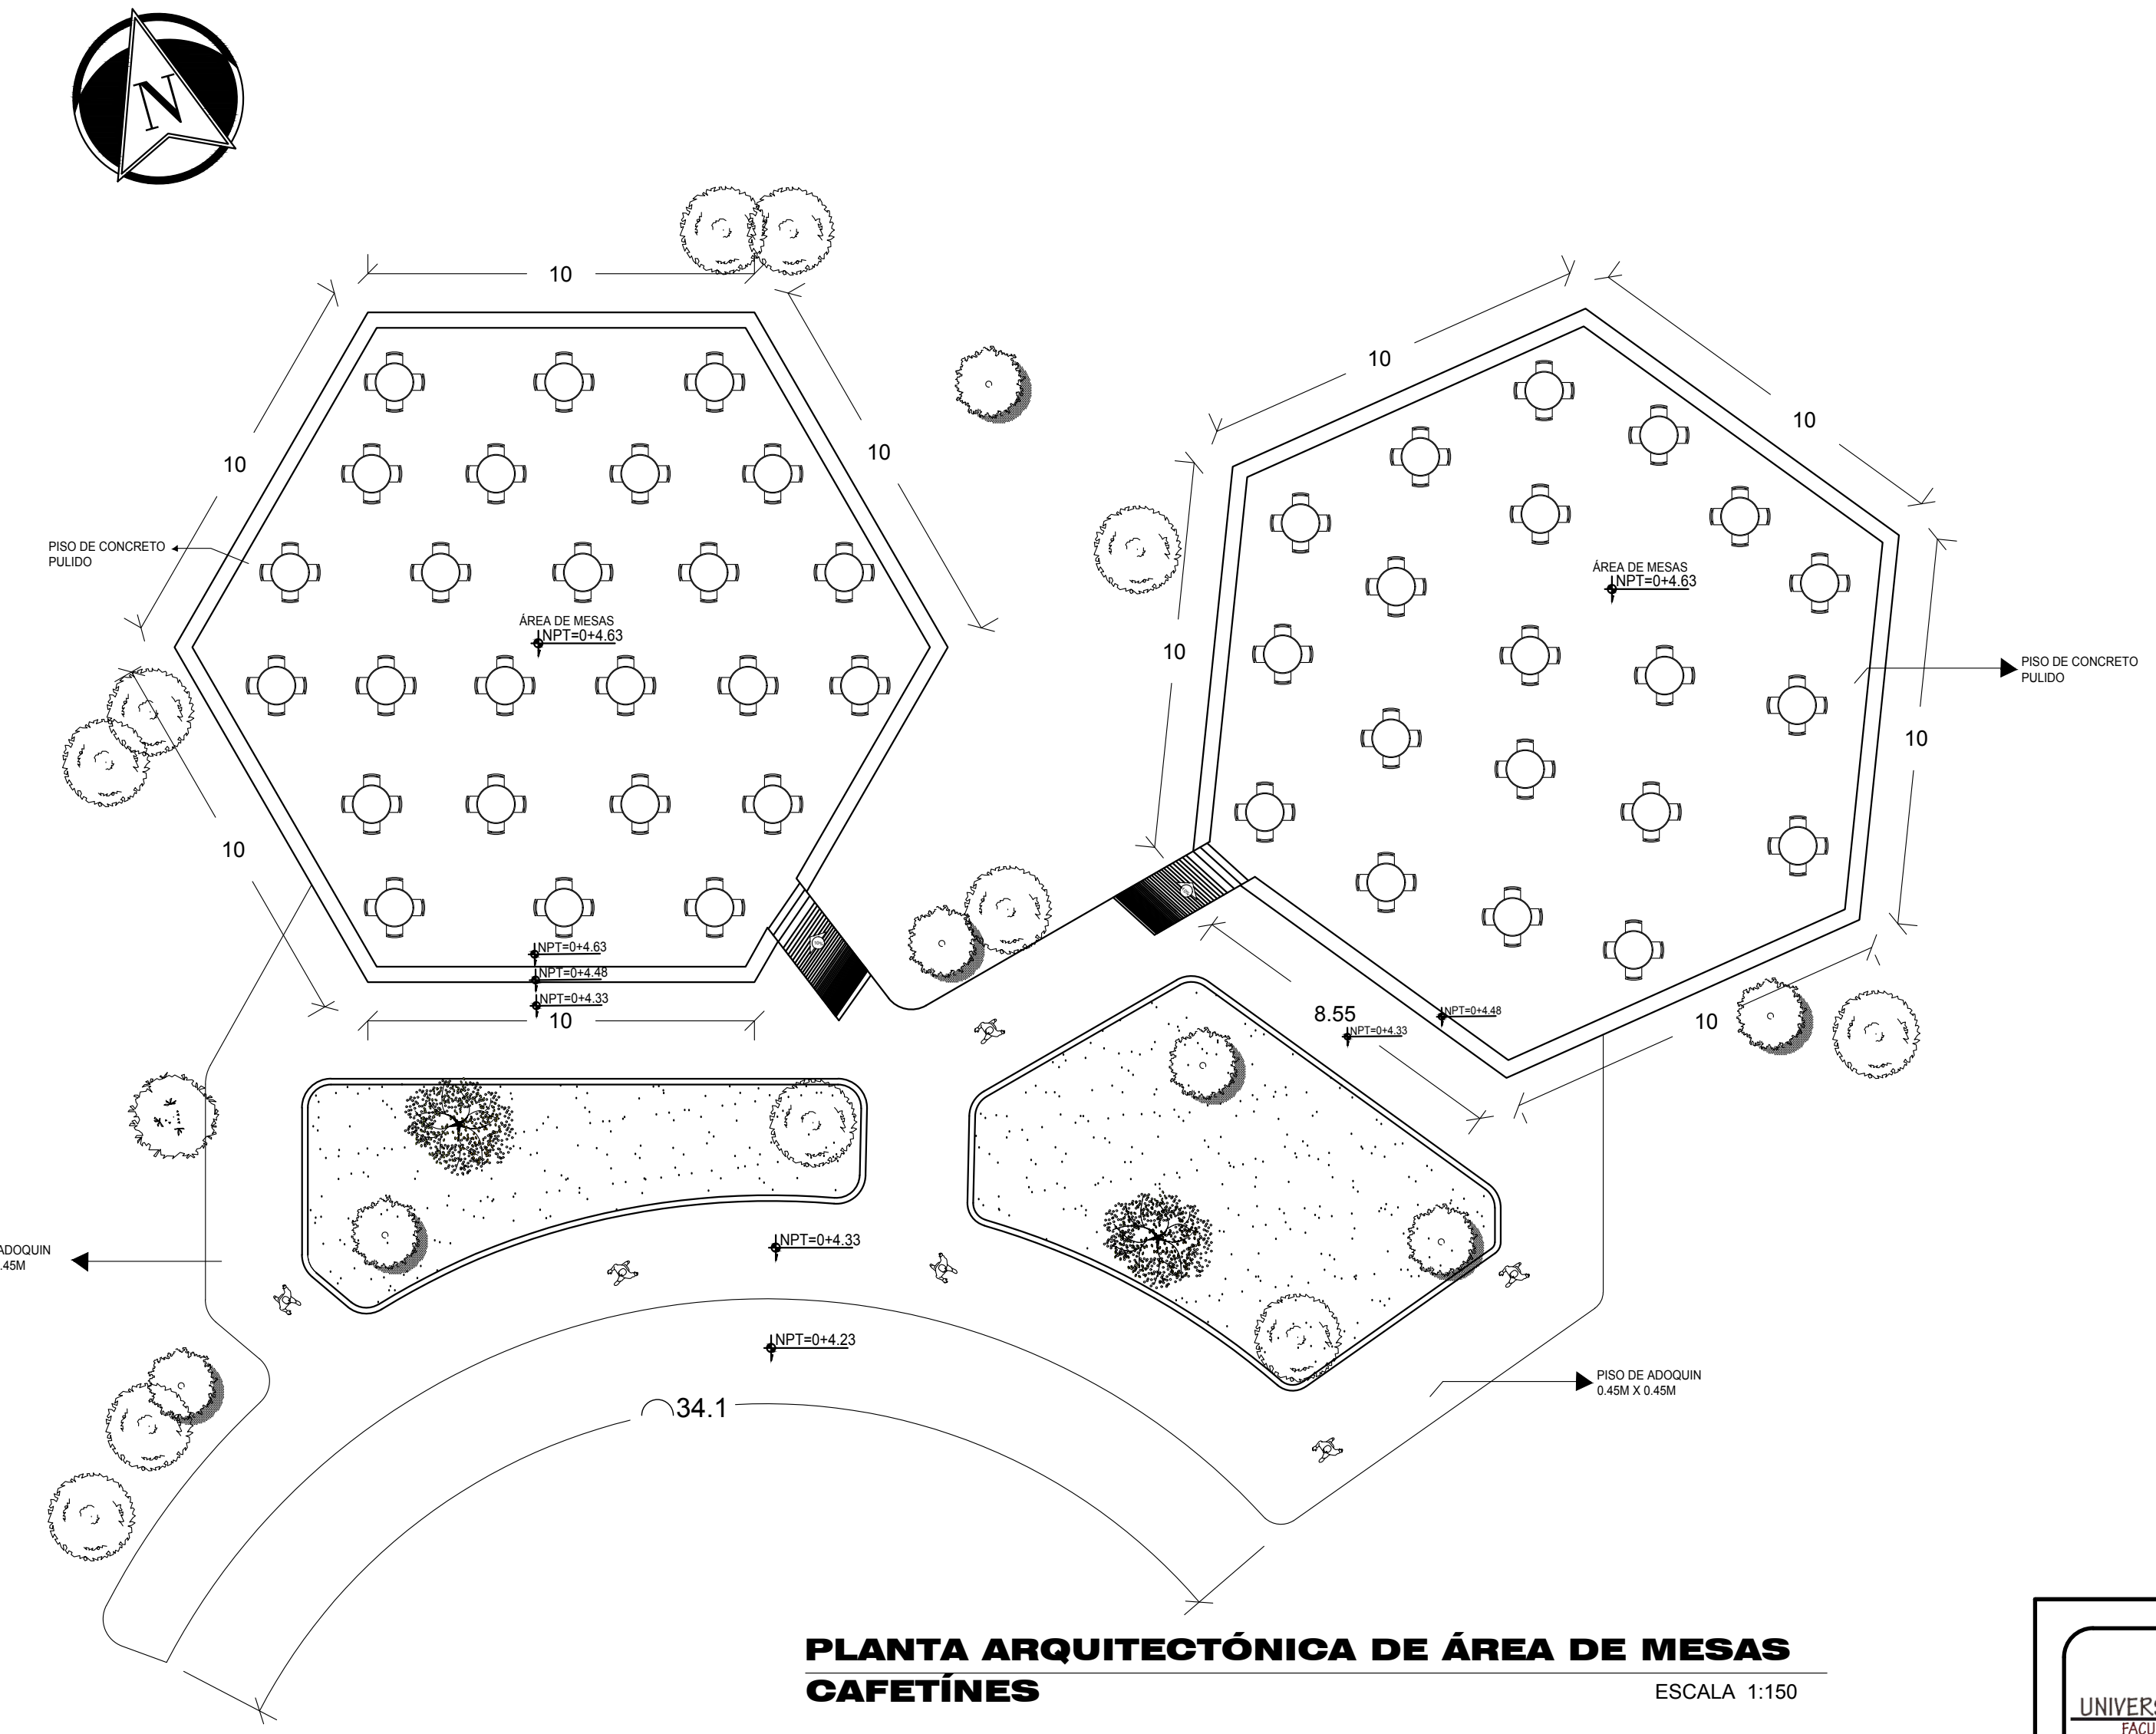 N
10
10
10
10
10
10
PISO DE CONCRETO
PULIDO
ÁREA DE MESAS
NPT=0+4.63
ÁREA DE MESAS
NPT=0+4.63
10
PISO DE CONCRETO
PULIDO
10
10
NPT=0+4.63
NPT=0+4.48
NPT=0+4.33
10
8.55
NPT=0+4.48
NPT=0+4.33
10
NPT=0+4.33
ADOQUIN
.45M
NPT=0+4.23
PISO DE ADOQUIN
0.45M X 0.45M
34.1
PLANTA ARQUITECTÓNICA DE ÁREA DE MESAS
CAFETÍNES
ESCALA 1:150
UNIVERS
FACU